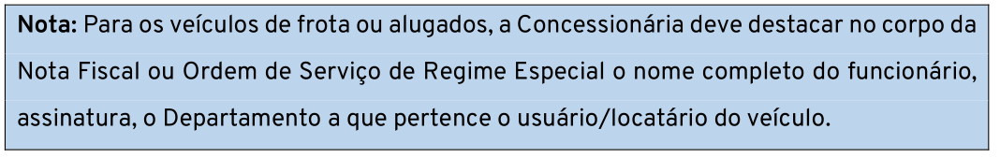 Nota: Para os veículos de frota ou alugados, a Concessionária deve destacar no corpo da
Nota Fiscal ou Ordem de Serviço de Regime Especial o nome completo do funcionário,
assinatura, o Departamento a que pertence o usuário/locatário do veículo.